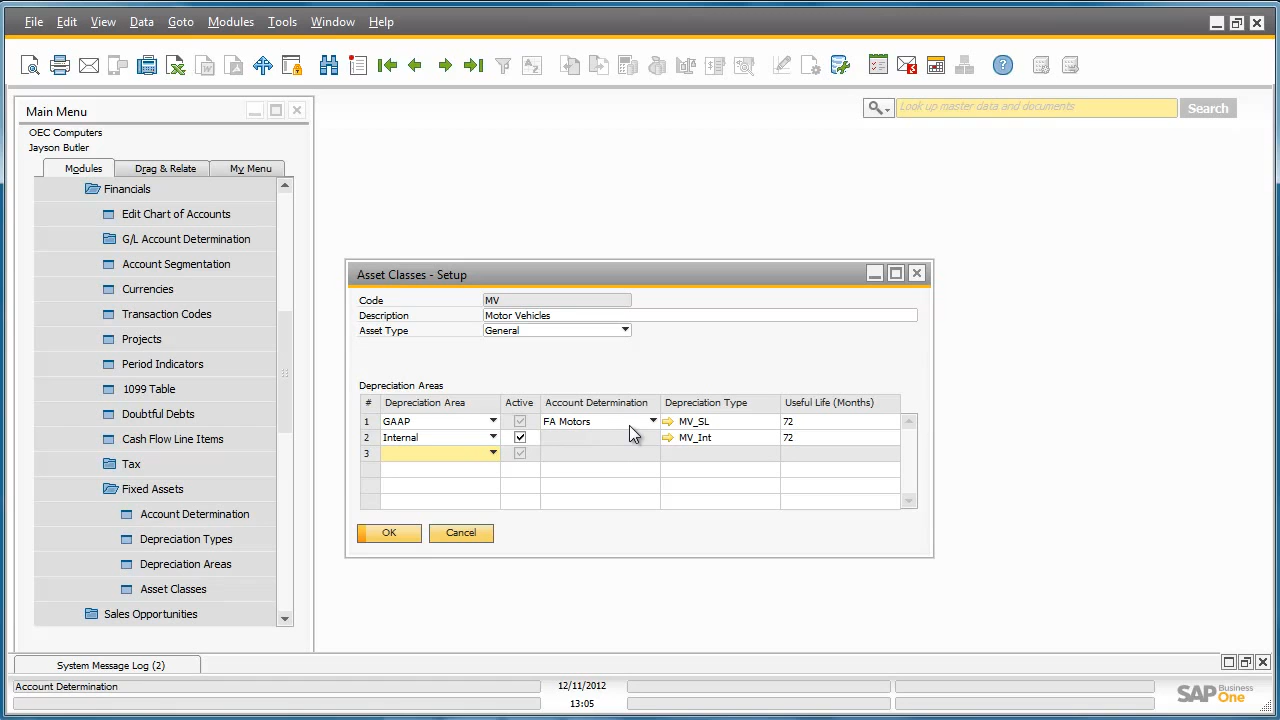 File Edit View Data Goto Modules Tools Window Help
Main Menu
Look up master data and documents
Search
OEC Computers
Jayson Butler
Modules Drag & Relate My Menu
Financials
Edit Chart of Accounts
G/L Account Determination
Account Segmentation
Currencies
Transaction Codes
Projects
Period Indicators
1099 Table
Doubtful Debts
Cash Flow Line Items
Tax
Fixed Assets
Account Determination
Depreciation Types
Depreciation Areas
Asset Classes
Sales Opportunities
Asset Classes - Setup
Code MV
Description Motor Vehicles
Asset Type General
Depreciation Areas
# Depreciation Area Active Account Determination Depreciation Type Useful Life (Months)
1 GAAP FA Motors MV_SL 72
2 Internal MV_Int 72
3
OK Cancel
System Message Log (2)
Account Determination
12/11/2012
13:05
SAP Business One